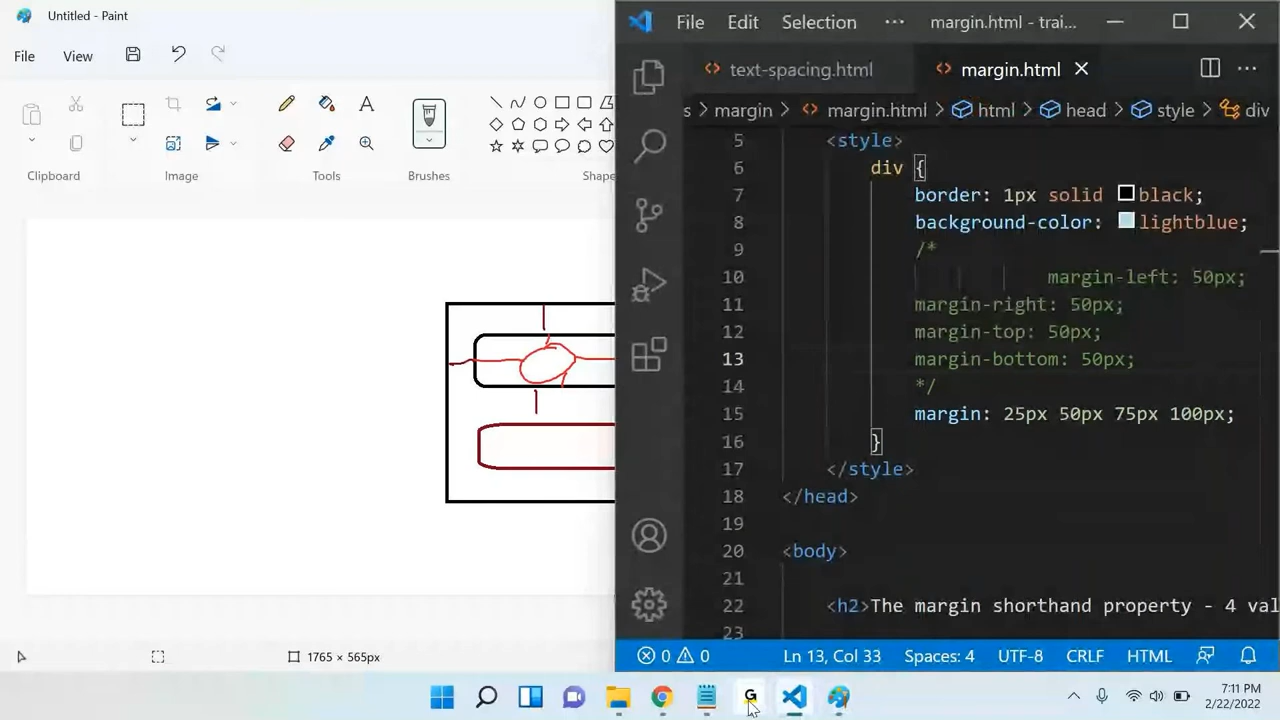 Untitled - Paint
File View
Clipboard
Image
Tools
Brushes
Shape
1765 × 565px
File Edit Selection ··· margin.html - trai...
text-spacing.html
margin.html
s > margin > margin.html > html > head > style > div
5 <style>
6 div {
7 border: 1px solid black;
8 background-color: lightblue;
9 /*
10 margin-left: 50px;
11 margin-right: 50px;
12 margin-top: 50px;
13 margin-bottom: 50px;
14 */
15 margin: 25px 50px 75px 100px;
16 }
17 </style>
18 </head>
19
20 <body>
21
22 <h2>The margin shorthand property - 4 val
23
0 0 Ln 13, Col 33 Spaces: 4 UTF-8 CRLF HTML
G
7:11 PM
2/22/2022